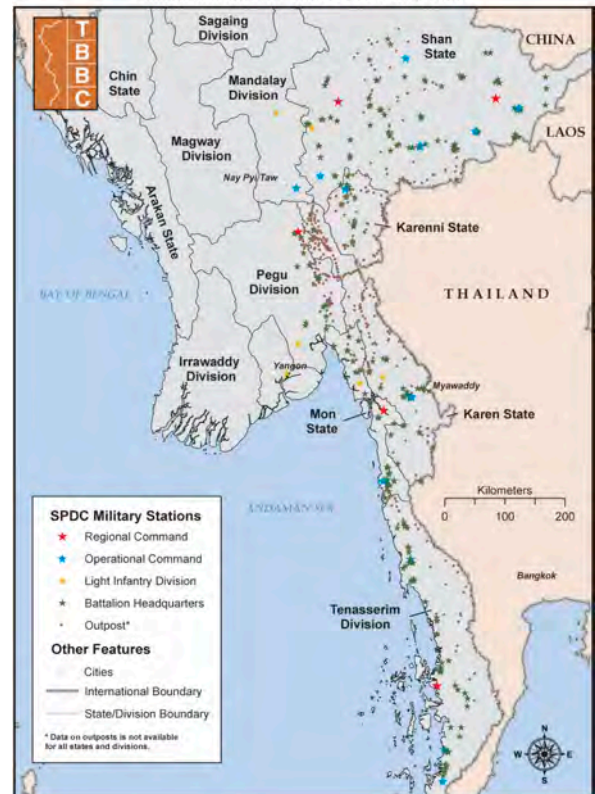 T
B
B
C
Sagaing
Division
Shan
State
CHINA
Chin
State
Mandalay
Division
LAOS
Magway
Division
Nay Pyi Taw
Arakan State
Karenni State
Pegu
Division
BAY OF BENGAL
THAILAND
Irrawaddy
Division
Yangon
Myawaddy
Mon
State
Karen State
Kilometers
0 100 200
ANDAMAN SEA
SPDC Military Stations
Regional Command
Operational Command
Light Infantry Division
Battalion Headquarters
Outpost*
Other Features
Cities
International Boundary
State/Division Boundary
* Data on outposts is not available
for all states and divisions.
Bangkok
Tenasserim
Division
N
W E
S